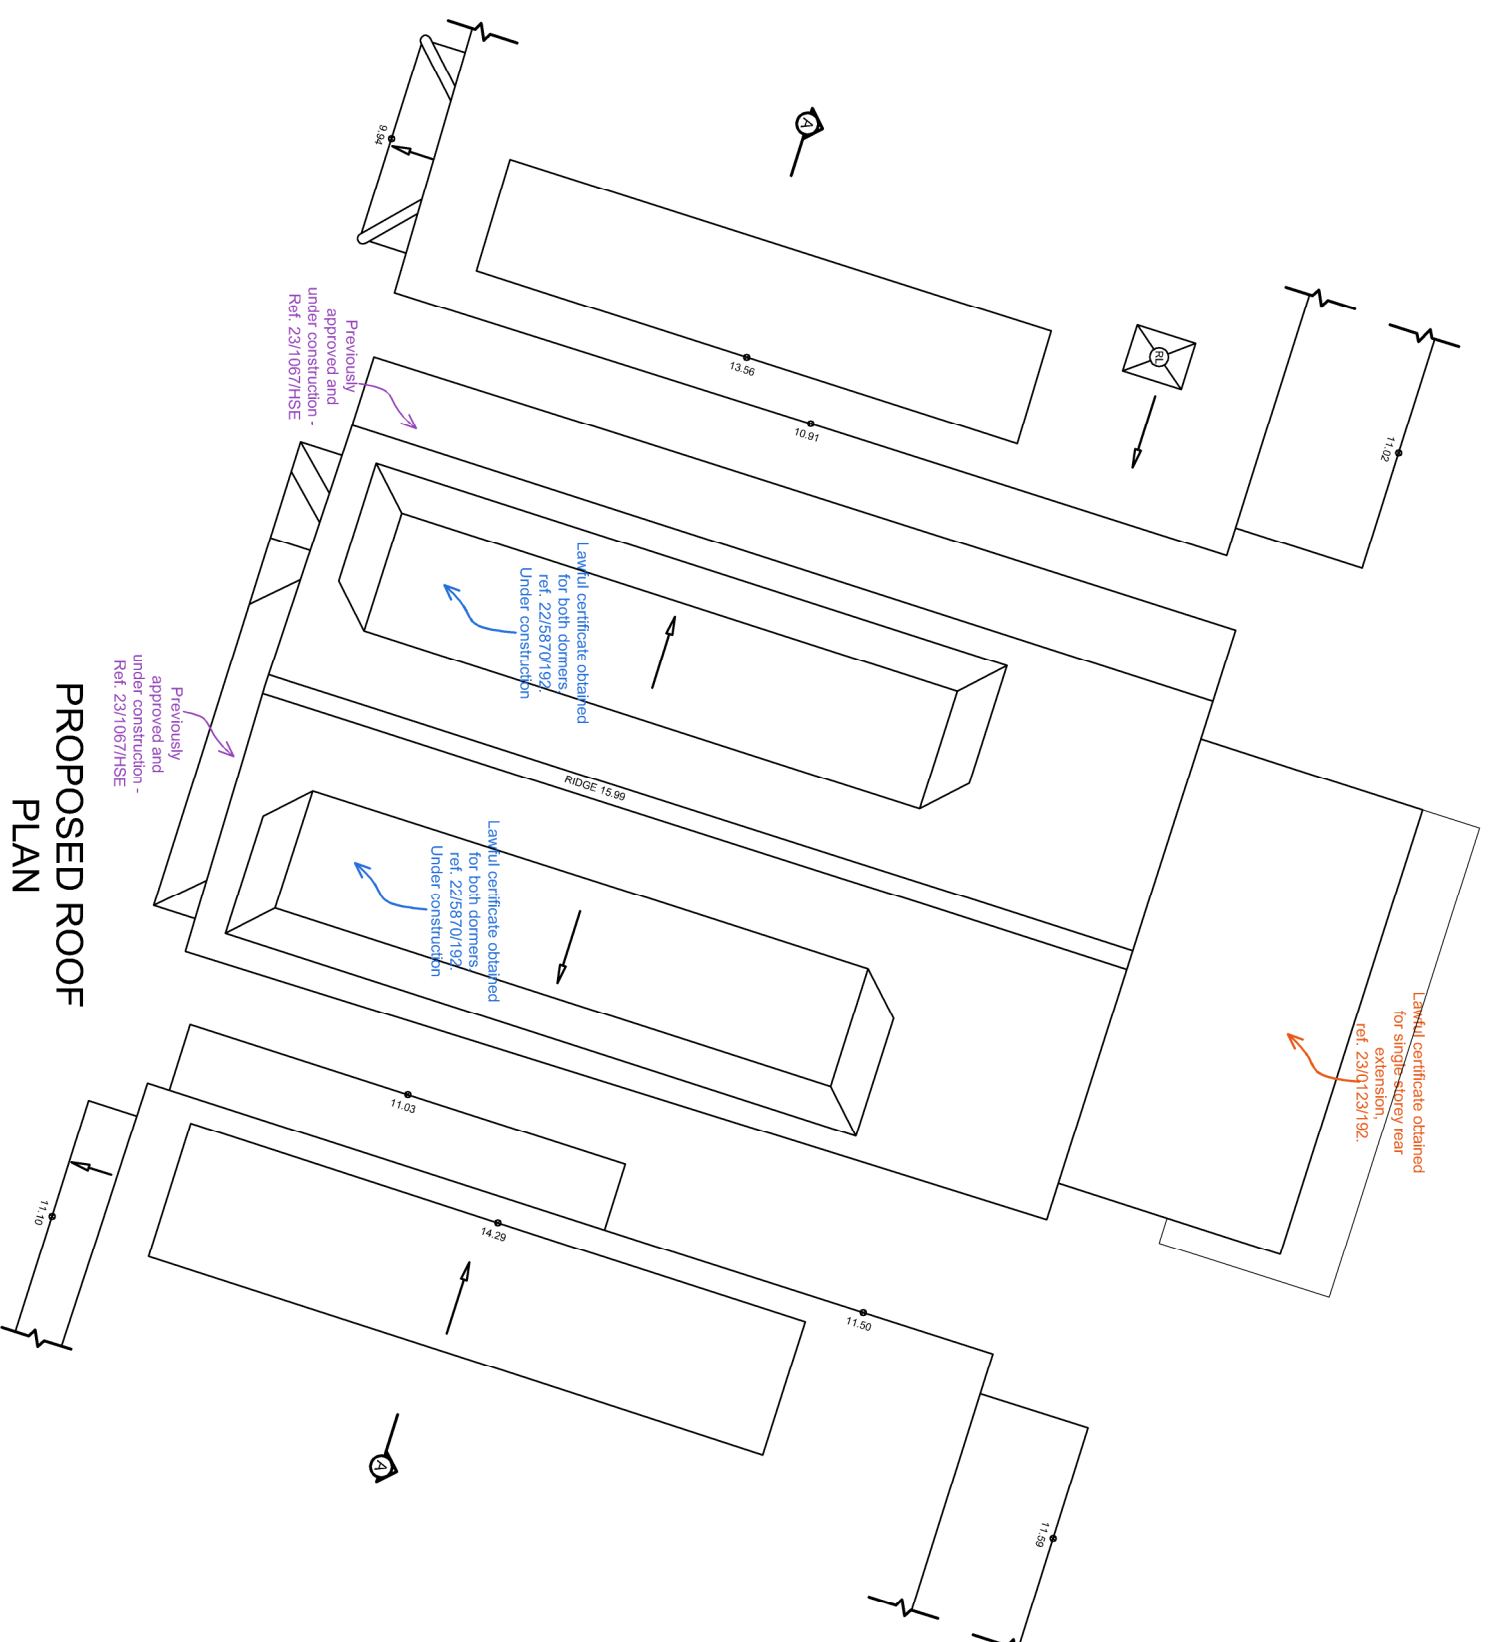 PROPOSED ROOF
PLAN
A
9.94
13.56
10.91
RL
11.02
Previously
approved and
under construction -
Ref. 23/1067/HSE
Lawful certificate obtained
for both dormers.
ref. 22/5870/192.
Under construction
Previously
approved and
under construction -
Ref. 23/1067/HSE
RIDGE 15.99
Lawful cerificate obtained
for both dormers.
ref. 22/5870/192.
Under construction
Lawful certificate obtained
for single storey rear
extension,
ref. 23/0123/192.
11.03
14.29
11.10
11.50
A
11.59